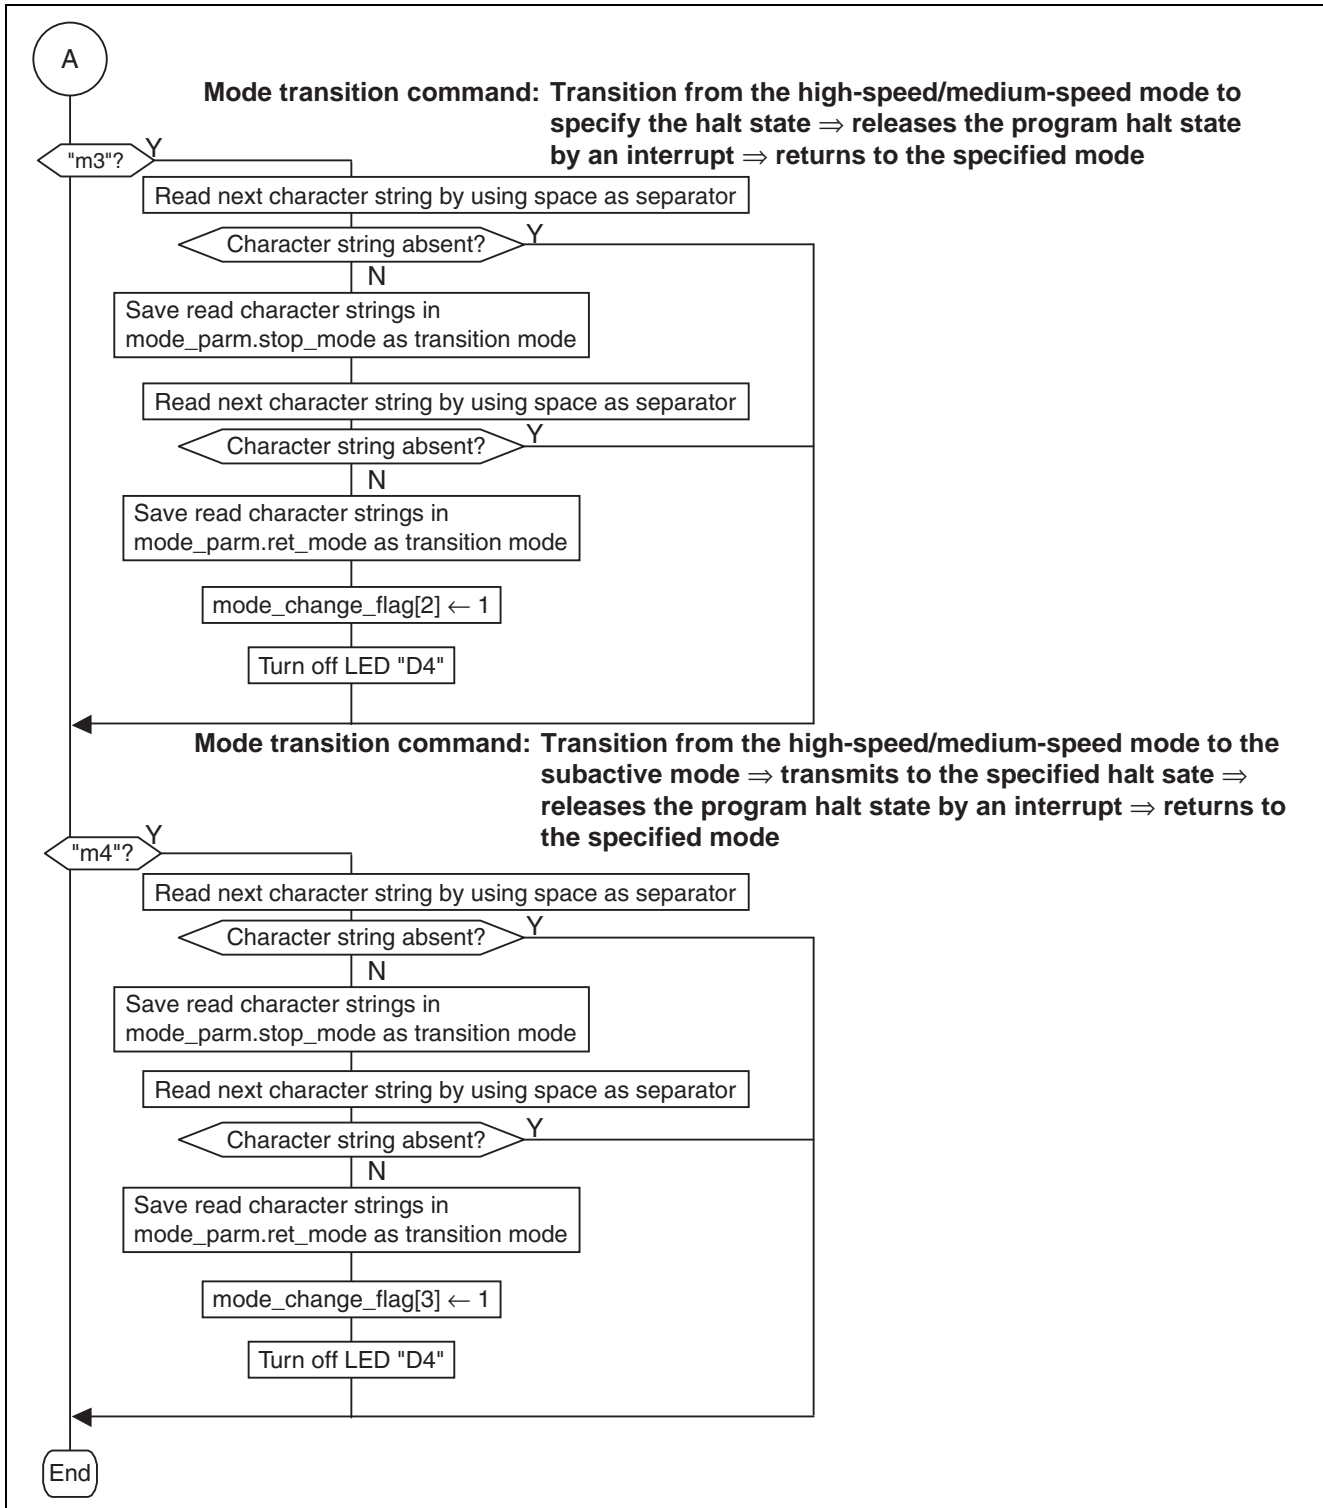 A
Mode transition command: Transition from the high-speed/medium-speed mode to
specify the halt state ⇒ releases the program halt state
by an interrupt ⇒ returns to the specified mode
"m3"?
Y
Read next character string by using space as separator
Character string absent?
Y
N
Save read character strings in
mode_parm.stop_mode as transition mode
Read next character string by using space as separator
Character string absent?
Y
N
Save read character strings in
mode_parm.ret_mode as transition mode
mode_change_flag[2] ← 1
Turn off LED "D4"
Mode transition command: Transition from the high-speed/medium-speed mode to the
subactive mode ⇒ transmits to the specified halt sate ⇒
releases the program halt state by an interrupt ⇒ returns to
the specified mode
"m4"?
Y
Read next character string by using space as separator
Character string absent?
Y
N
Save read character strings in
mode_parm.stop_mode as transition mode
Read next character string by using space as separator
Character string absent?
Y
N
Save read character strings in
mode_parm.ret_mode as transition mode
mode_change_flag[3] ← 1
Turn off LED "D4"
End